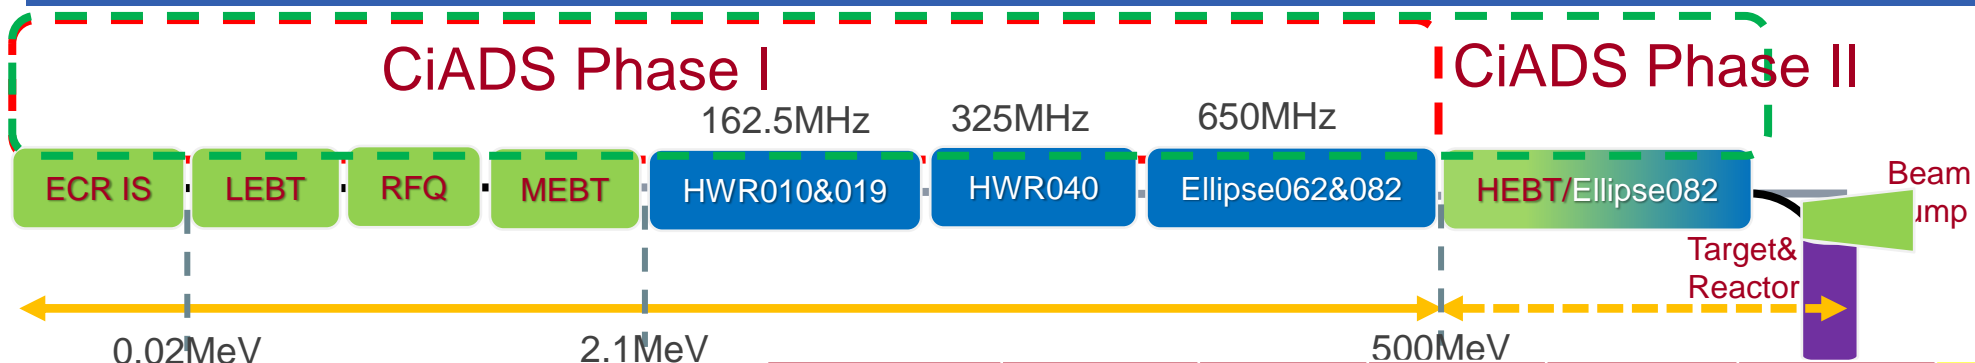 CiADS Phase I
CiADS Phase II
162.5MHz
325MHz
650MHz
ECR IS
LEBT
RFQ
MEBT
HWR010&019
HWR040
Ellipse062&082
HEBT/Ellipse082
Beam
Target&
Reactor
0.02MeV
2.1MeV
500MeV